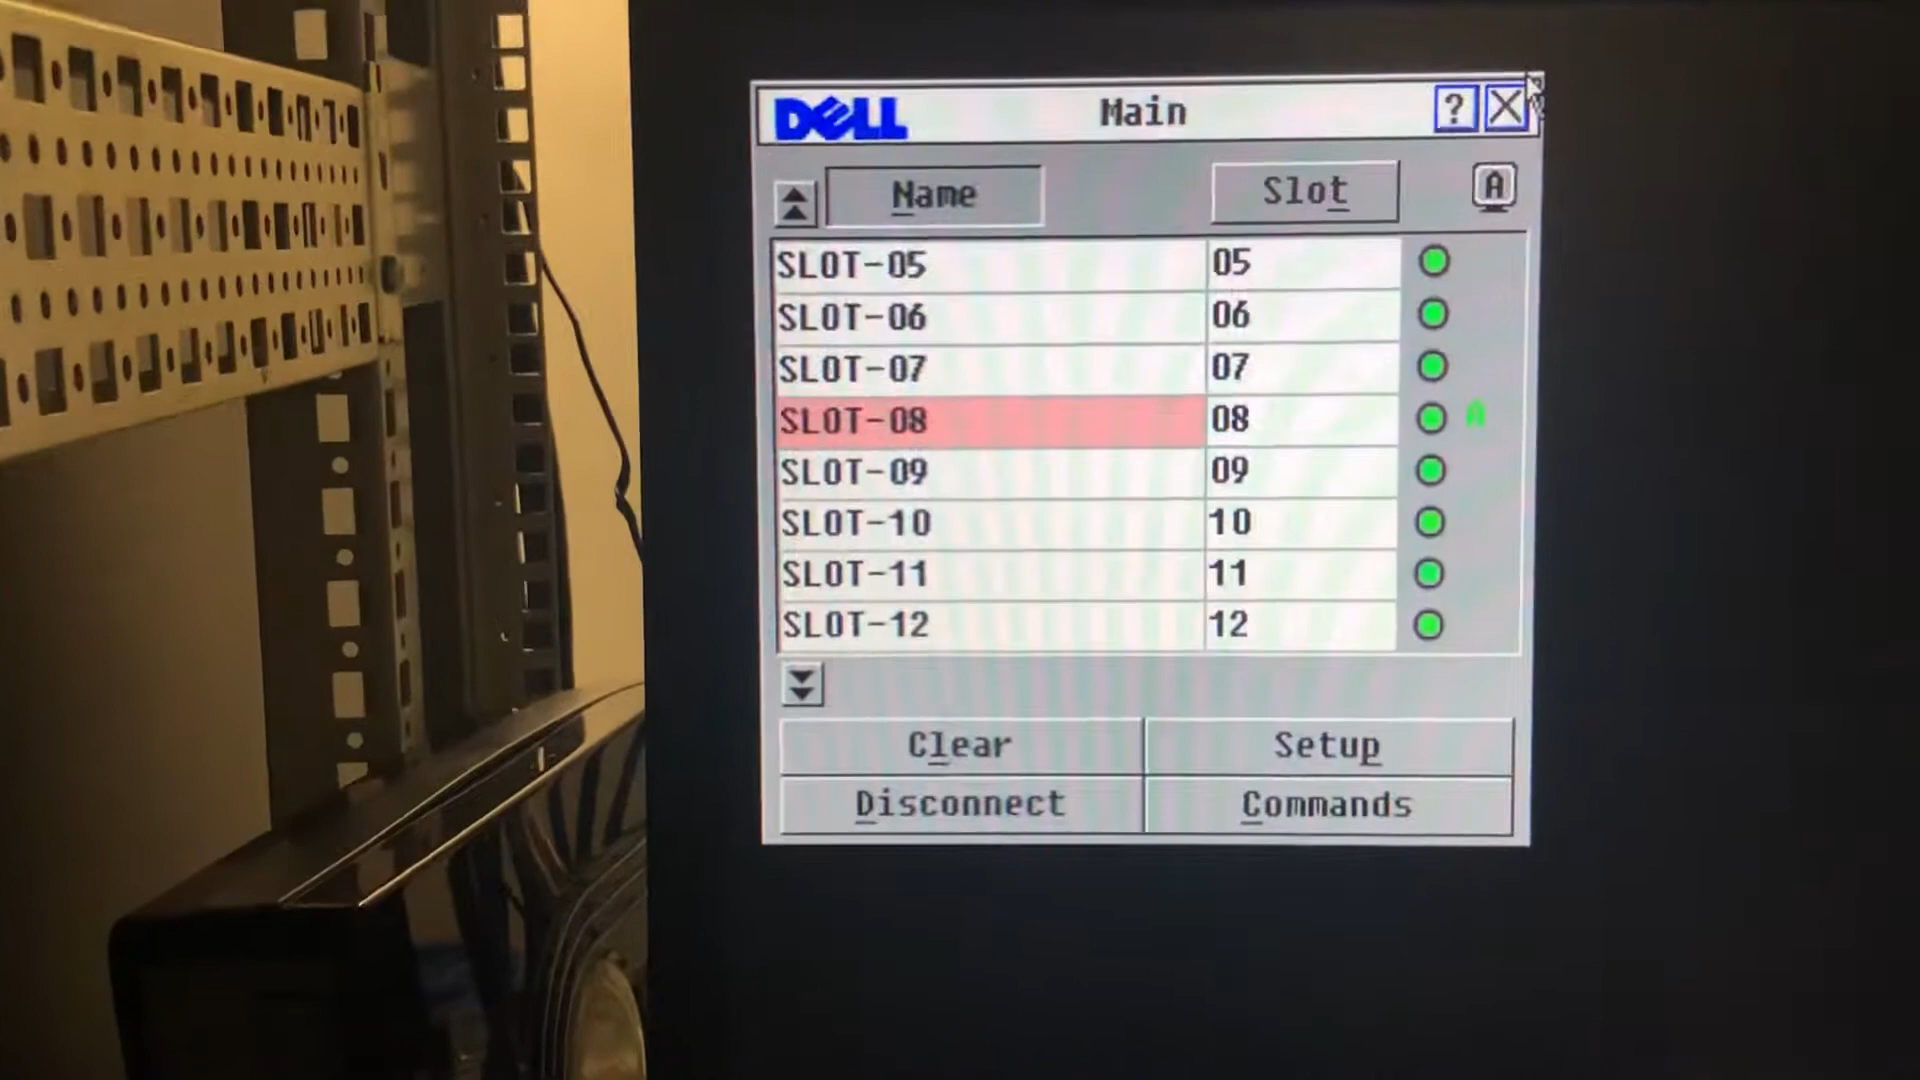 DELL Main ? X
Name Slot A
SLOT-05 05
SLOT-06 06
SLOT-07 07
SLOT-08 08 A
SLOT-09 09
SLOT-10 10
SLOT-11 11
SLOT-12 12
Clear Setup
Disconnect Commands